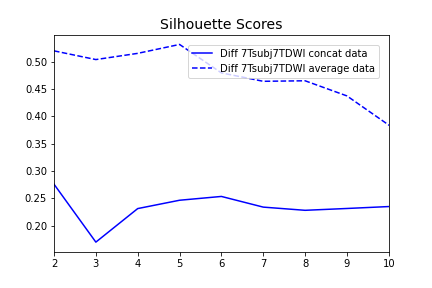 Silhouette Scores
Diff 7Tsubj7TDWI concat data
Diff 7Tsubj7TDWI average data
0.50
0.45
0.40
0.35
0.30
0.25
0.20
2 3 4 5 6 7 8 9 10